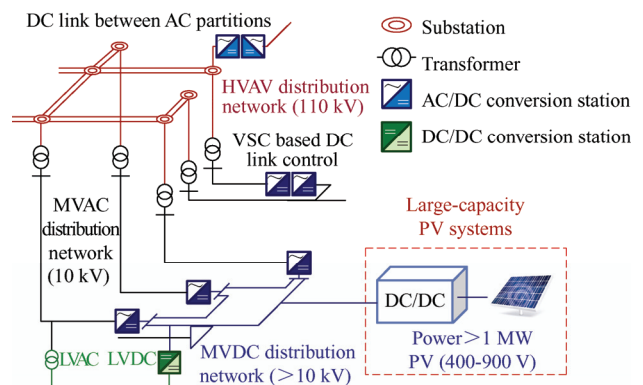 DC link between AC partitions
Substation
Transformer
AC/DC conversion station
DC/DC conversion station
HVAV distribution
network (110 kV)
VSC based DC
link control
MVAC
distribution
network
(10 kV)
Large-capacity
PV systems
DC/DC
Power＞1 MW
PV (400-900 V)
LVAC
LVDC
MVDC distribution
network (＞10 kV)